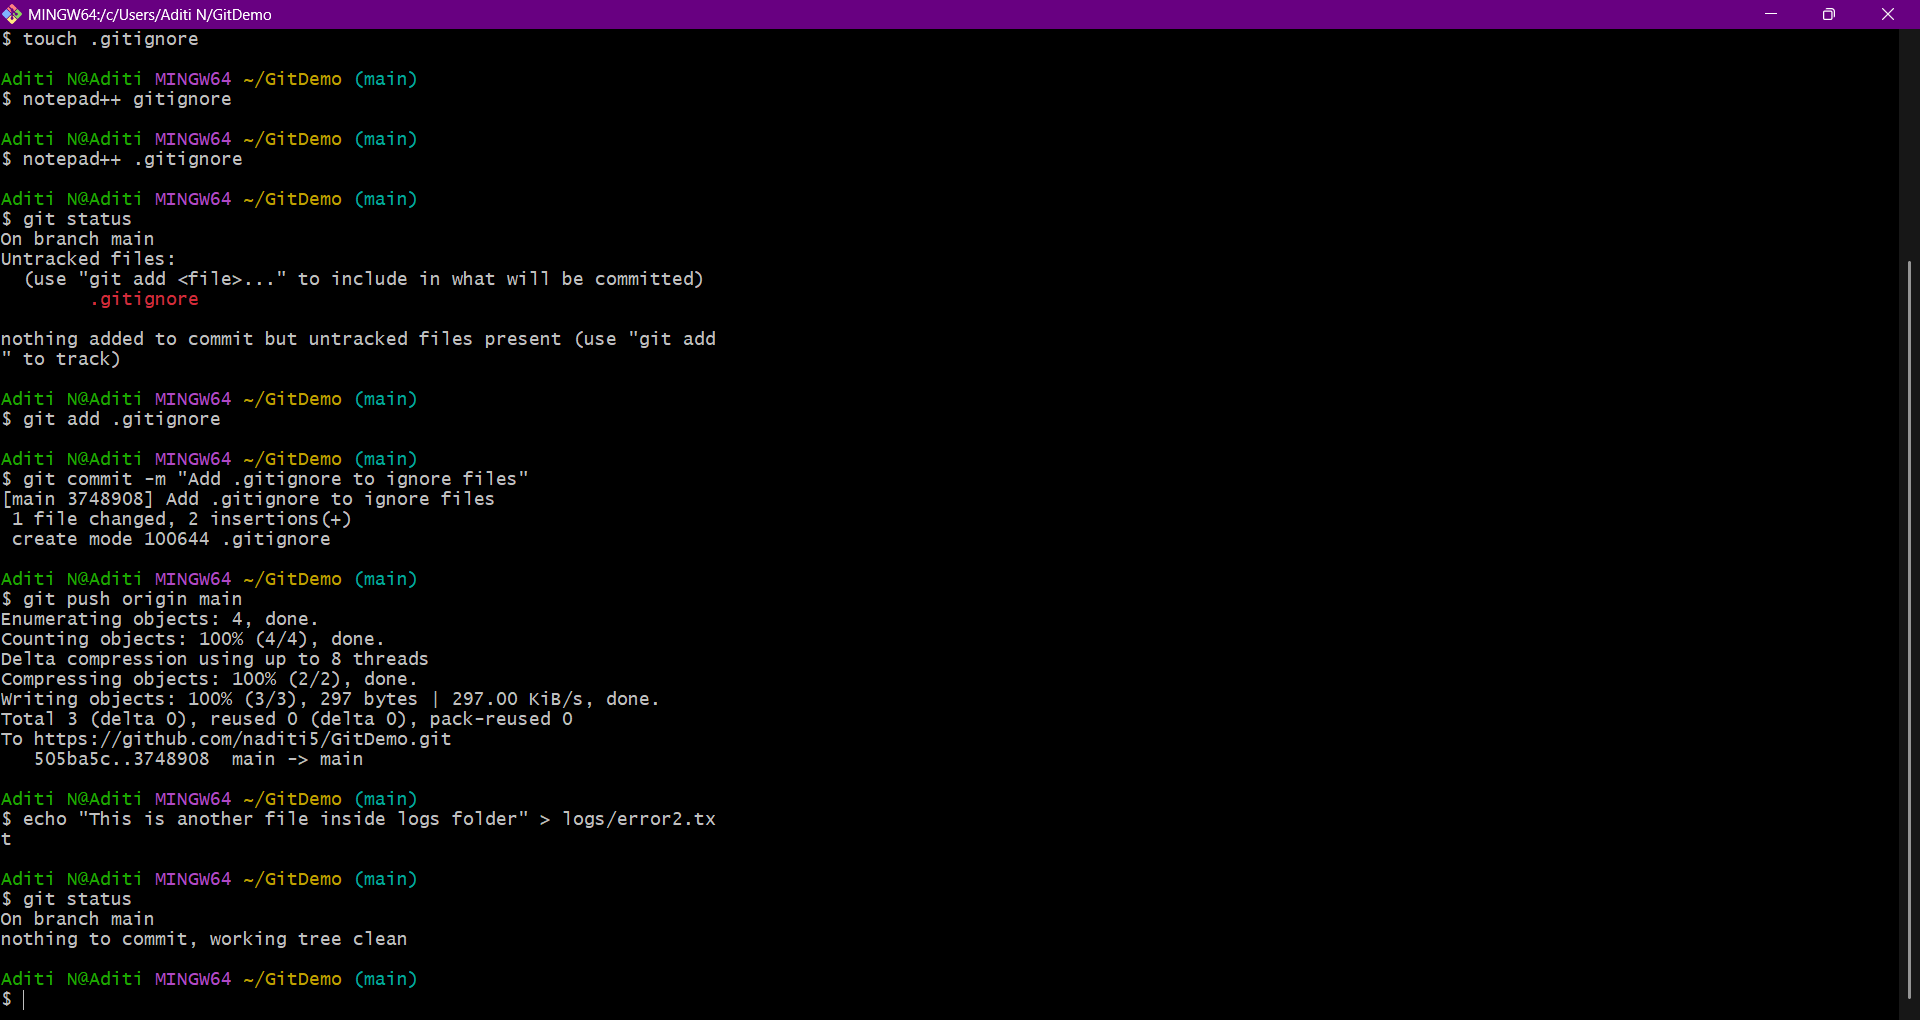 MINGW64:/c/Users/Aditi N/GitDemo
$ touch .gitignore
Aditi N@Aditi MINGW64 ~/GitDemo (main)
$ notepad++ gitignore
Aditi N@Aditi MINGW64 ~/GitDemo (main)
$ notepad++ .gitignore
Aditi N@Aditi MINGW64 ~/GitDemo (main)
$ git status
On branch main
Untracked files:
  (use "git add <file>..." to include in what will be committed)
        .gitignore
nothing added to commit but untracked files present (use "git add
" to track)
Aditi N@Aditi MINGW64 ~/GitDemo (main)
$ git add .gitignore
Aditi N@Aditi MINGW64 ~/GitDemo (main)
$ git commit -m "Add .gitignore to ignore files"
[main 3748908] Add .gitignore to ignore files
 1 file changed, 2 insertions(+)
 create mode 100644 .gitignore
Aditi N@Aditi MINGW64 ~/GitDemo (main)
$ git push origin main
Enumerating objects: 4, done.
Counting objects: 100% (4/4), done.
Delta compression using up to 8 threads
Compressing objects: 100% (2/2), done.
Writing objects: 100% (3/3), 297 bytes | 297.00 KiB/s, done.
Total 3 (delta 0), reused 0 (delta 0), pack-reused 0
To https://github.com/naditi5/GitDemo.git
   505ba5c..3748908  main -> main
Aditi N@Aditi MINGW64 ~/GitDemo (main)
$ echo "This is another file inside logs folder" > logs/error2.tx
t
Aditi N@Aditi MINGW64 ~/GitDemo (main)
$ git status
On branch main
nothing to commit, working tree clean
Aditi N@Aditi MINGW64 ~/GitDemo (main)
$